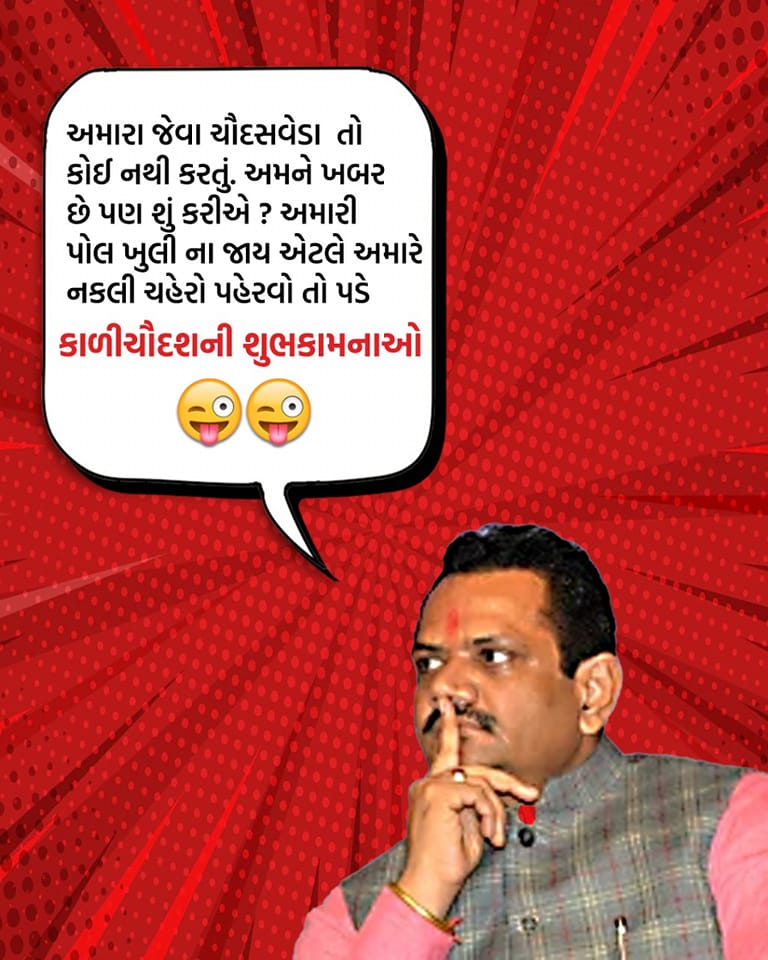 અમારા જેવા ચૌદસવેડા તો
કોઈ નથી કરતું. અમને ખબર
છે પણ શું કરીએ ? અમારી
પોલ ખુલી ના જાય એટલે અમારે
નકલી ચહેરો પહેરવો તો પડે
કાળીચૌદશની શુભકામનાઓ